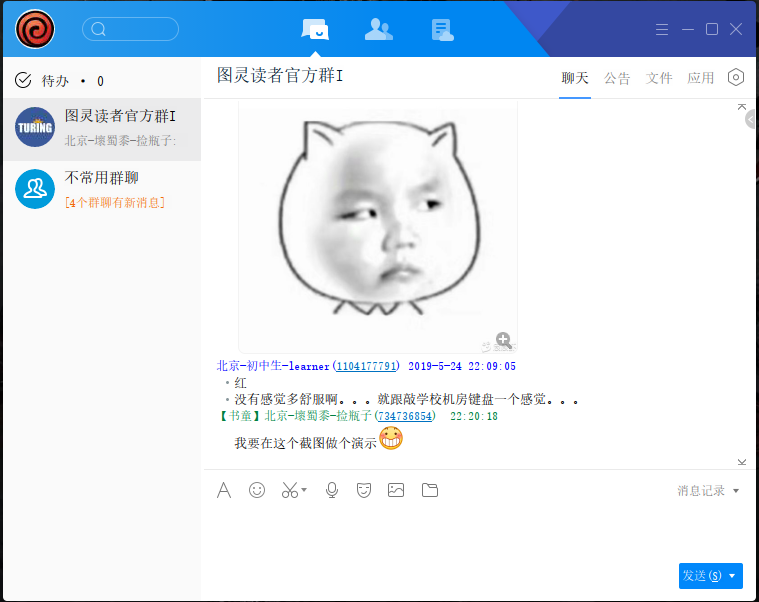 待办 · 0
图灵读者官方群I
聊天 公告 文件 应用
TURING
图灵读者官方群I
北京-壞蜀黍-捡瓶子:
不常用群聊
[4个群聊有新消息]
北京-初中生-learner(1104177791) 2019-5-24 22:09:05
• 红
• 没有感觉多舒服啊。。。就跟敲学校机房键盘一个感觉。。。
【书童】北京-壞蜀黍-捡瓶子(734736854) 22:20:18
我要在这个截图做个演示
消息记录
发送(S)